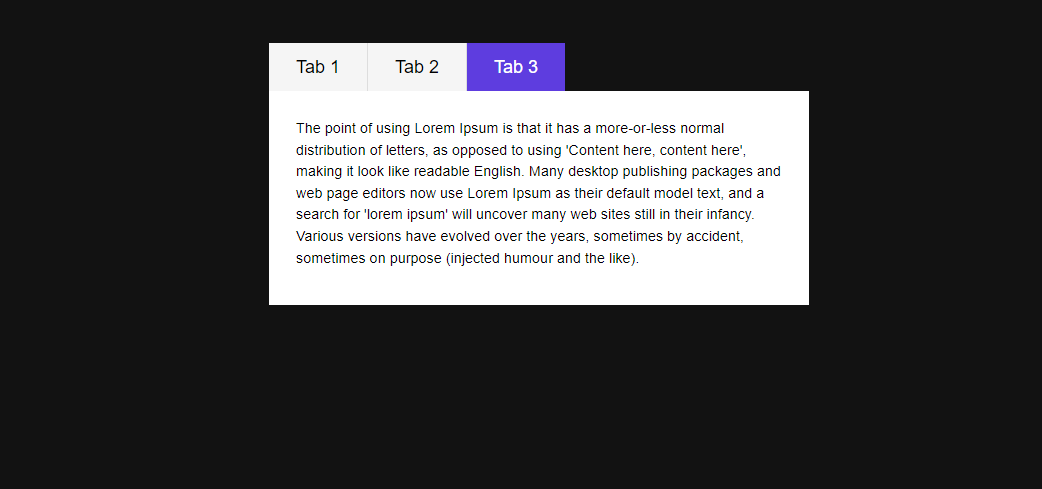 Tab 1 Tab 2 Tab 3
The point of using Lorem Ipsum is that it has a more-or-less normal
distribution of letters, as opposed to using 'Content here, content here',
making it look like readable English. Many desktop publishing packages and
web page editors now use Lorem Ipsum as their default model text, and a
search for 'lorem ipsum' will uncover many web sites still in their infancy.
Various versions have evolved over the years, sometimes by accident,
sometimes on purpose (injected humour and the like).